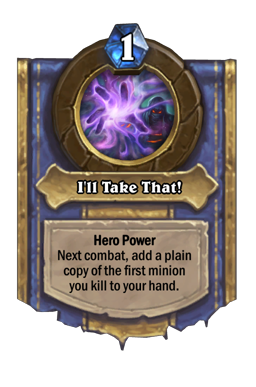 1
I'll Take That!
Hero Power
Next combat, add a plain
copy of the first minion
you kill to your hand.